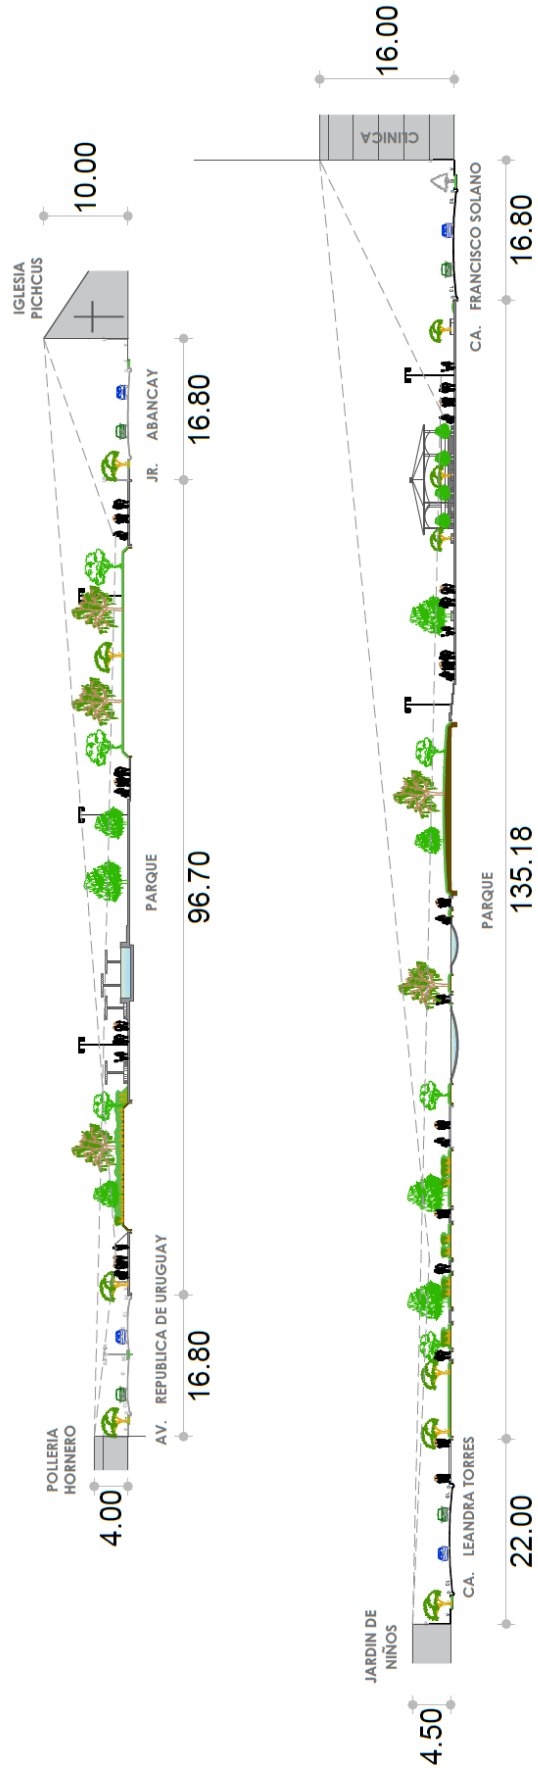 IGLESIA
PICHCUS
10.00
POLLERIA
HORNERO
4.00
AV. REPUBLICA DE URUGUAY
PARQUE
JR. ABANCAY
16.80
96.70
16.80
CLINICA
16.00
JARDIN DE
NIÑOS
4.50
CA. LEANDRA TORRES
PARQUE
CA. FRANCISCO SOLANO
22.00
135.18
16.80